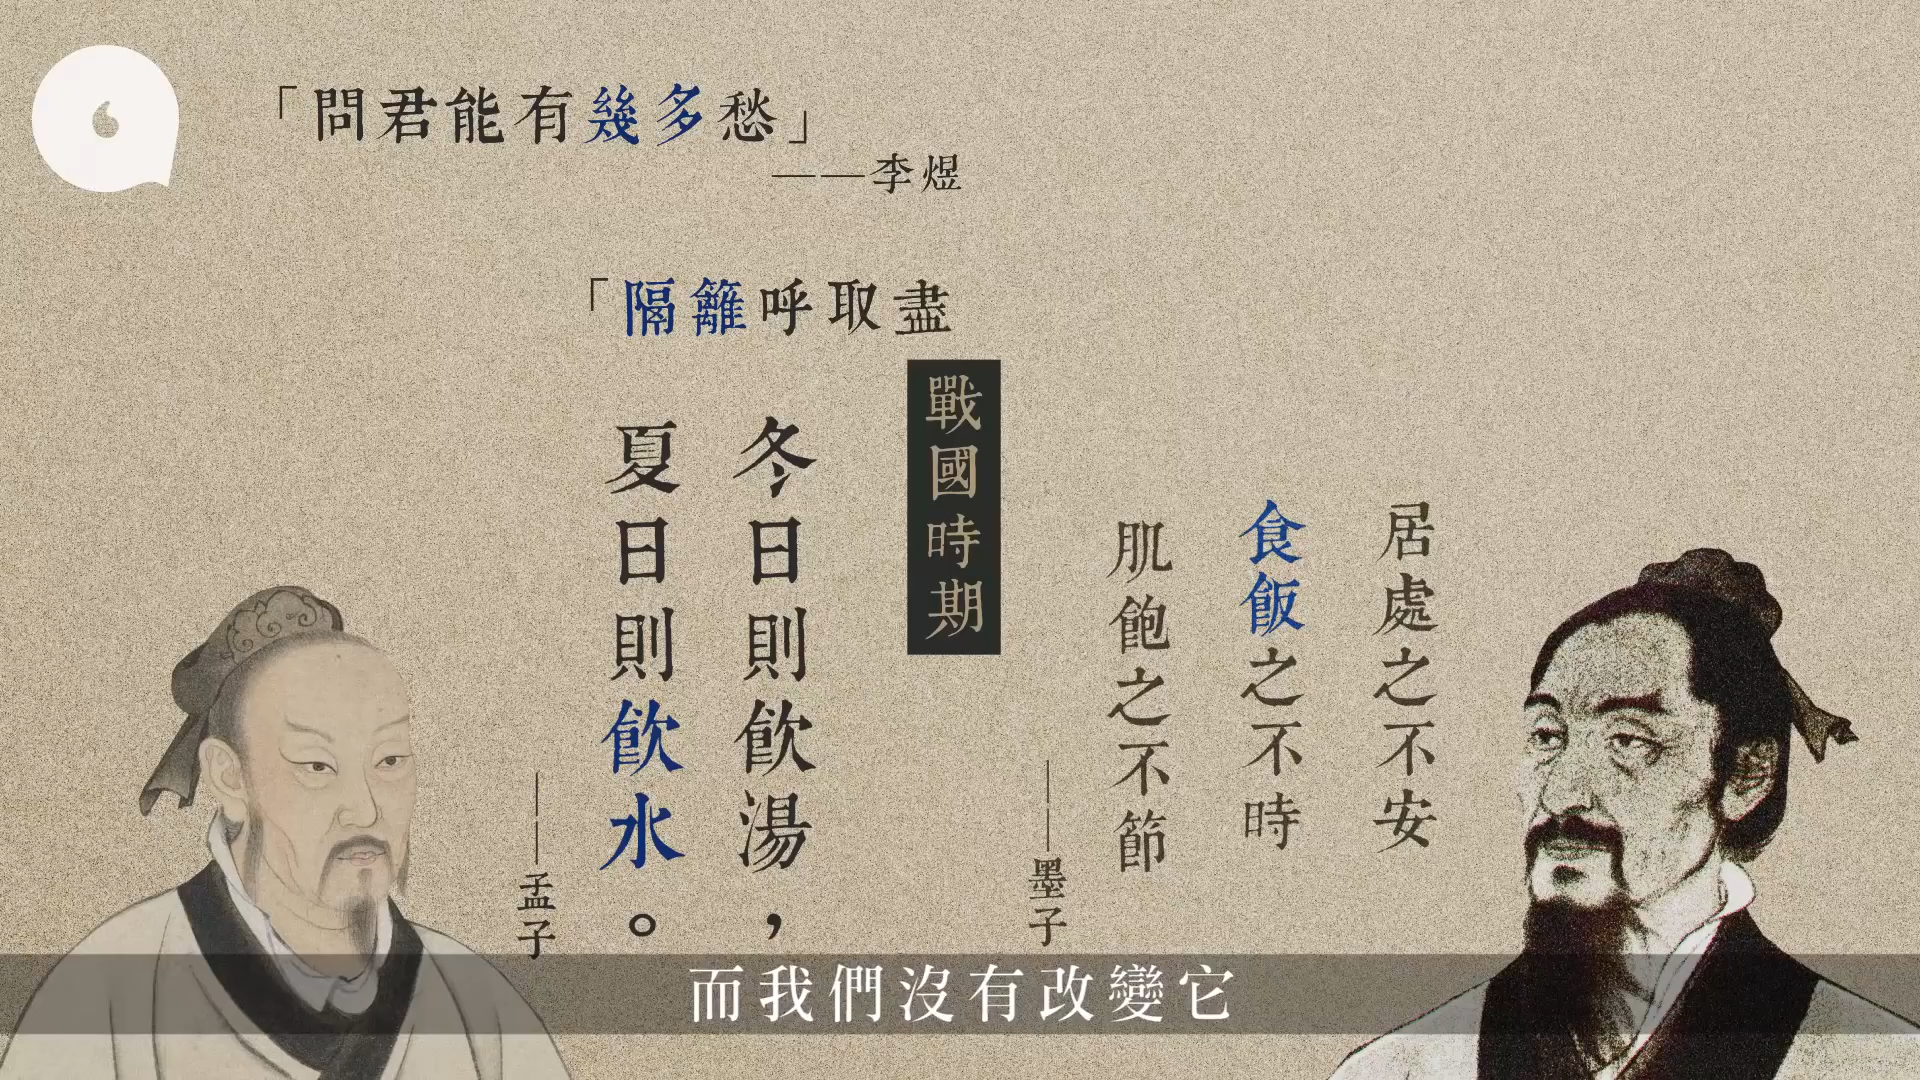 「問君能有幾多愁」
——李煜
「隔籬呼取盡
戰國時期
居處之不安
食飯之不時
肌飽之不節
——墨子
冬日則飲湯，
夏日則飲水。
——孟子
而我們沒有改變它